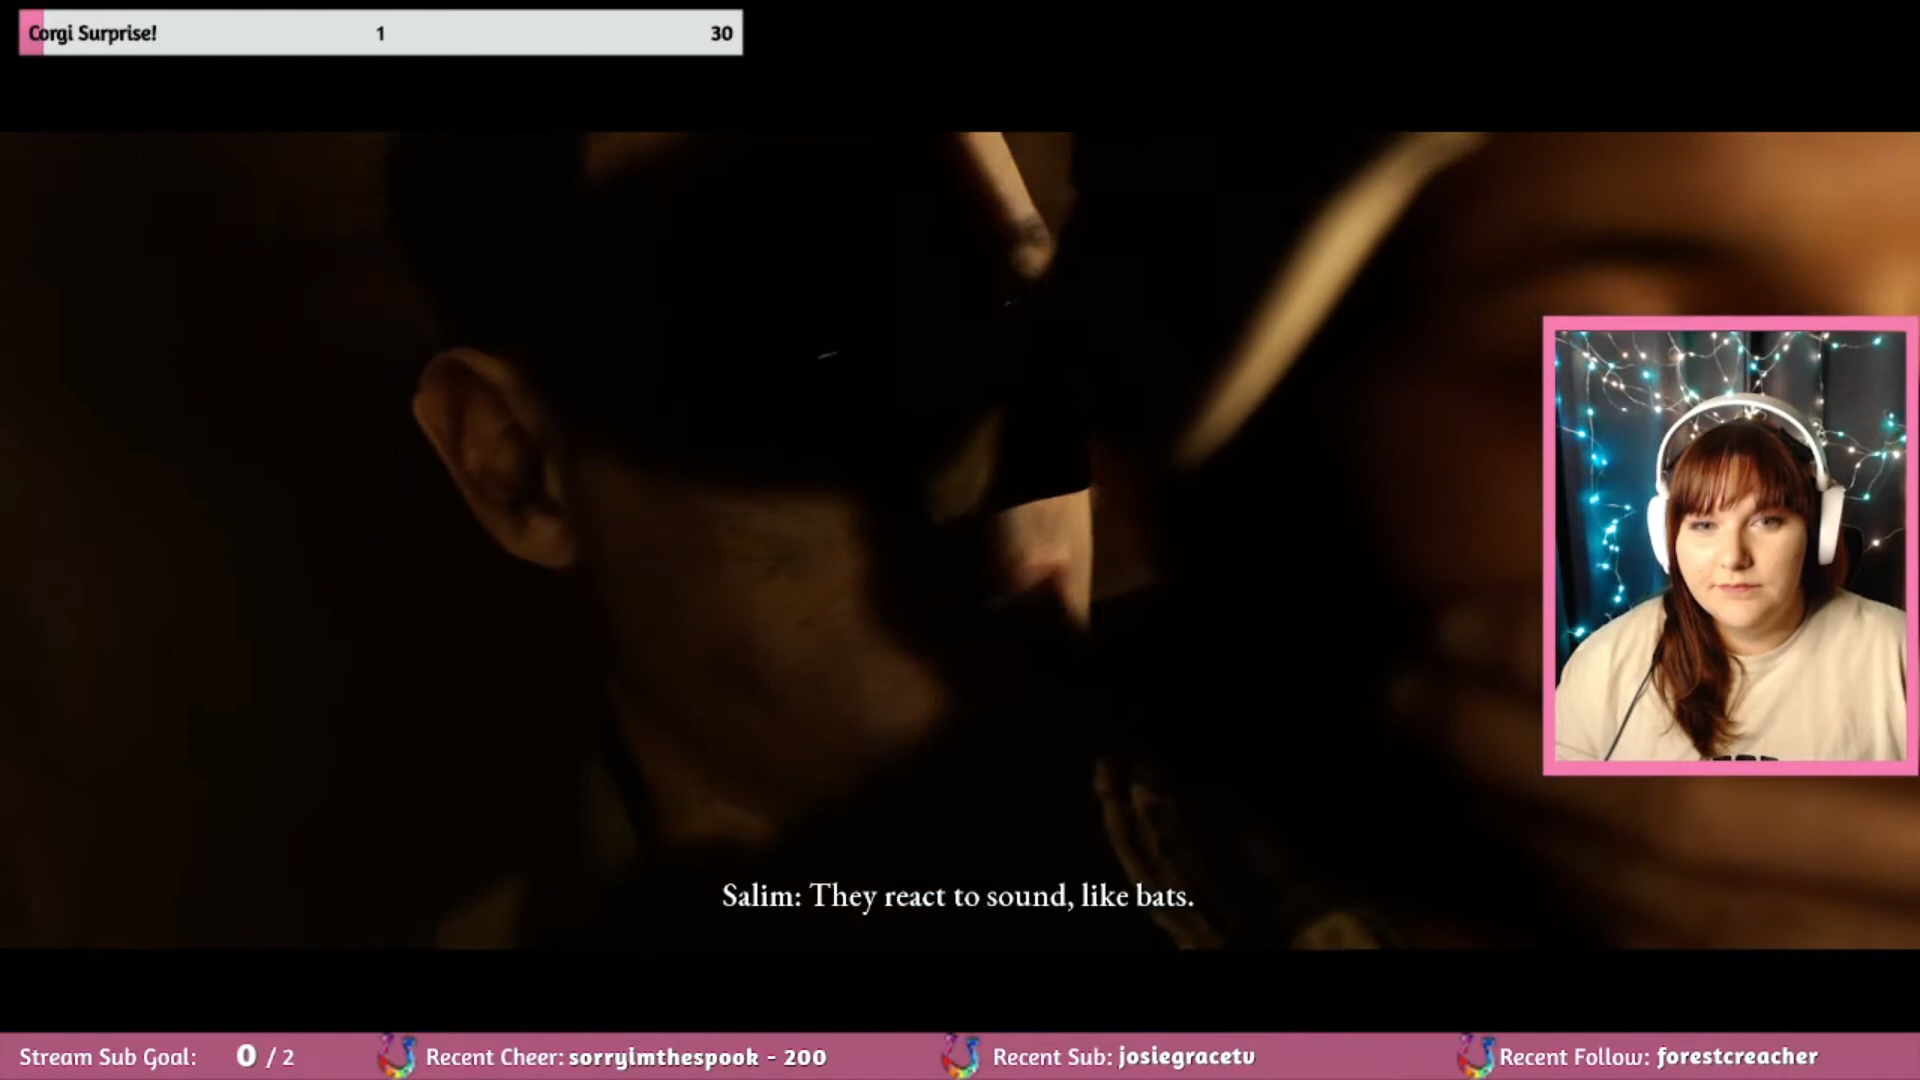 Corgi Surprise! 1 30
Salim: They react to sound, like bats.
Stream Sub Goal: 0 / 2 Recent Cheer: sorryimthespook - 200 Recent Sub: josiegracetv Recent Follow: forestcreacher